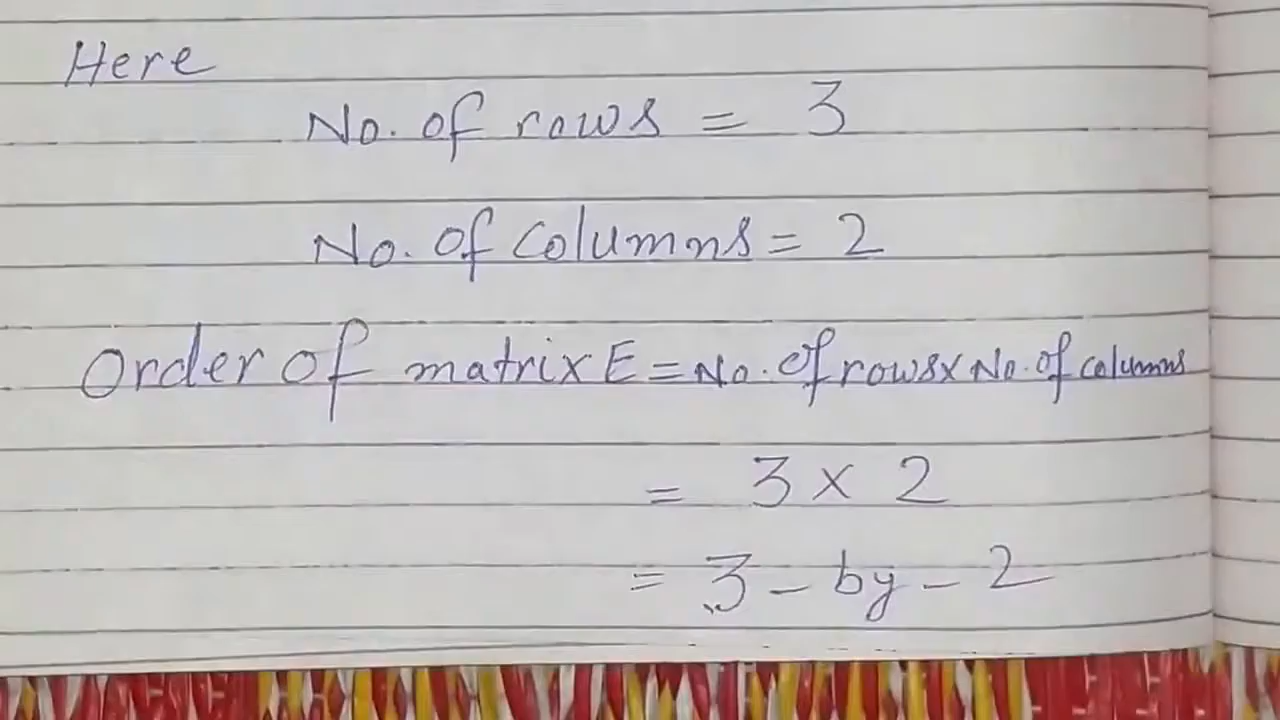 Here
No. of rows = 3
No. of columns = 2
Order of matrix E = No. of rows x No. of columns
= 3 x 2
= 3 - by - 2